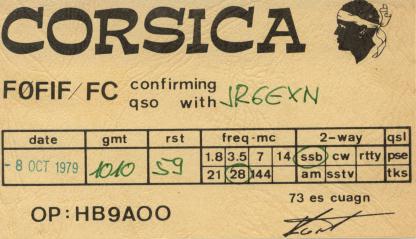 CORSICA
FØFIF/FC confirming
qso with JR6EXN
date gmt rst freq-mc 2-way qsl
- 8 OCT 1979 1010 59 1.8 3.5 7 14 ssb cw rtty pse
21 28 144 am sstv tks
73 es cuagn
OP: HB9AOO
Kurt